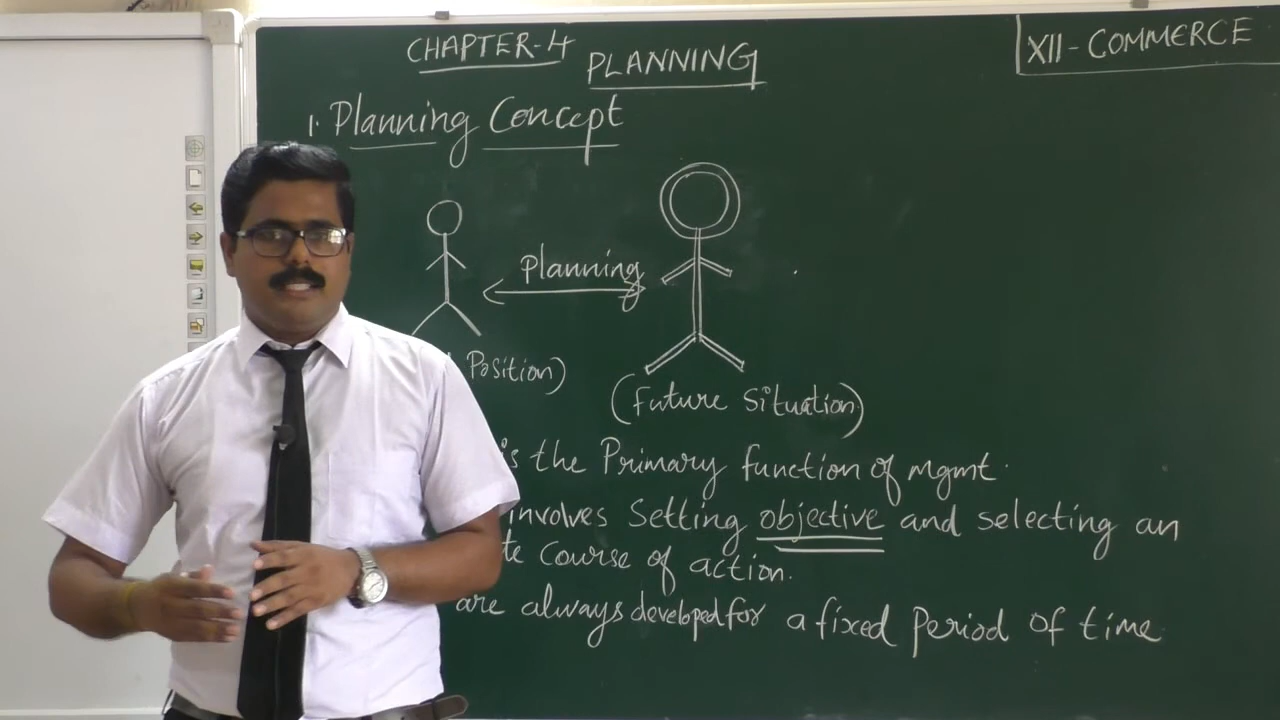 CHAPTER-4
PLANNING
XII-COMMERCE
1. Planning Concept
Planning
Position)
(Future Situation)
is the Primary function of mgmt.
involves Setting objective and selecting an
course of action.
are always developed for a fixed Period of time